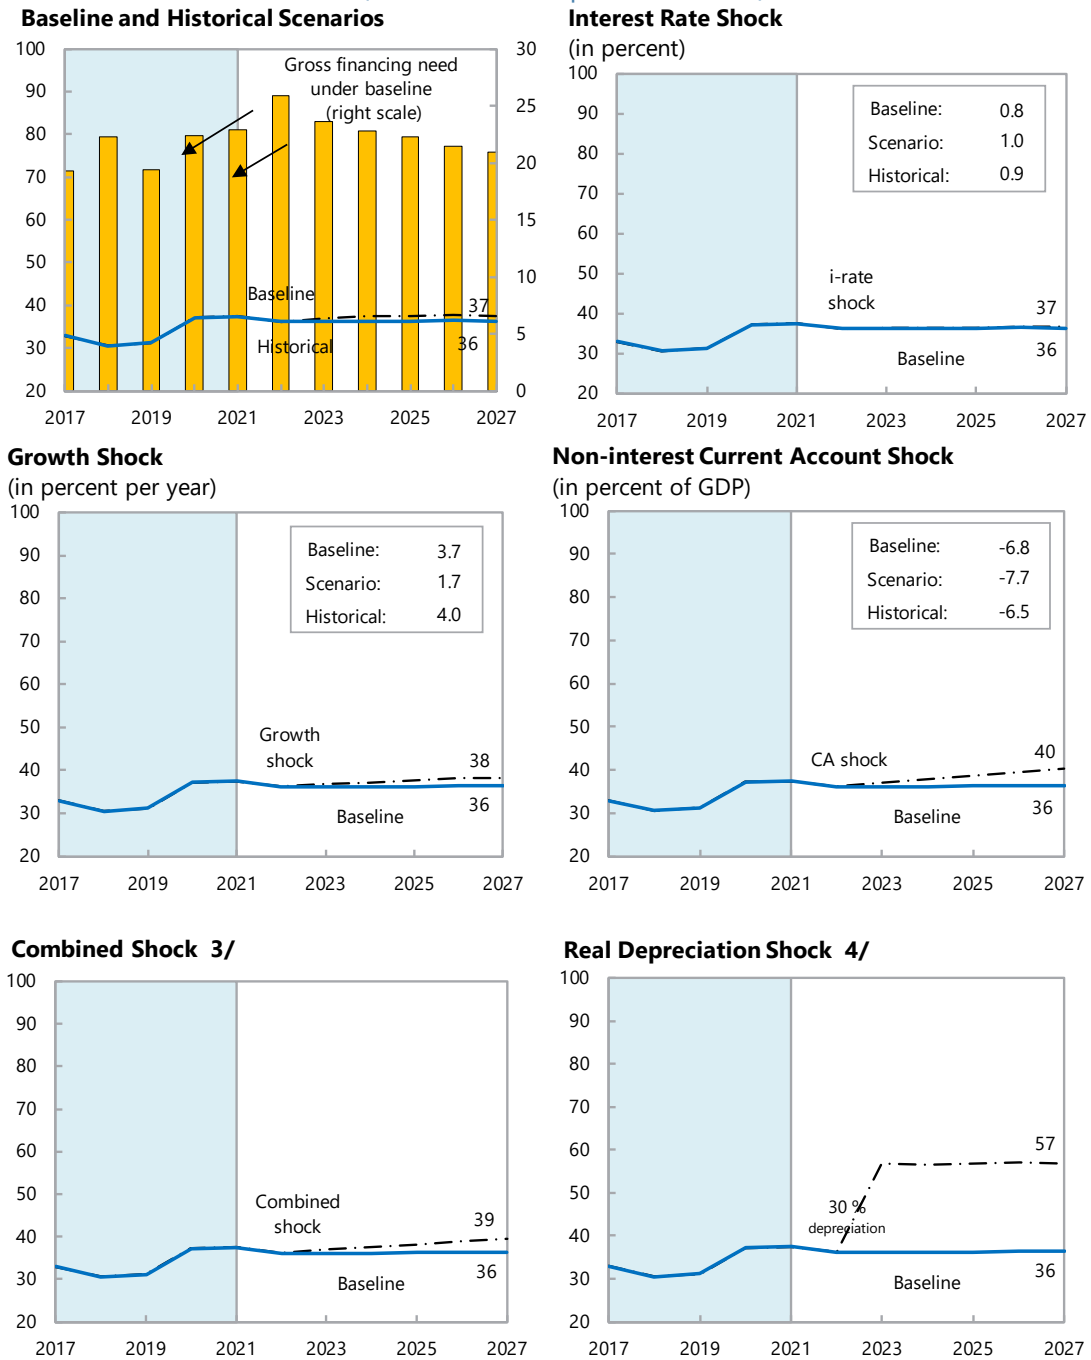 Baseline and Historical Scenarios
100
90
80
70
60
50
40
30
20
30
25
20
15
10
5
0
Gross financing need
under baseline
(right scale)
Baseline
37
Historical
36
2017 2019 2021 2023 2025 2027
Interest Rate Shock
(in percent)
100
90
80
70
60
50
40
30
20
Baseline: 0.8
Scenario: 1.0
Historical: 0.9
i-rate
shock
37
36
Baseline
2017 2019 2021 2023 2025 2027
Growth Shock
(in percent per year)
100
90
80
70
60
50
40
30
20
Baseline: 3.7
Scenario: 1.7
Historical: 4.0
Growth
shock
38
36
Baseline
2017 2019 2021 2023 2025 2027
Non-interest Current Account Shock
(in percent of GDP)
100
90
80
70
60
50
40
30
20
Baseline: -6.8
Scenario: -7.7
Historical: -6.5
CA shock
40
36
Baseline
2017 2019 2021 2023 2025 2027
Combined Shock 3/
100
90
80
70
60
50
40
30
20
Combined
shock
39
36
Baseline
2017 2019 2021 2023 2025 2027
Real Depreciation Shock 4/
100
90
80
70
60
50
40
30
20
57
30 %
depreciation
36
Baseline
2017 2019 2021 2023 2025 2027